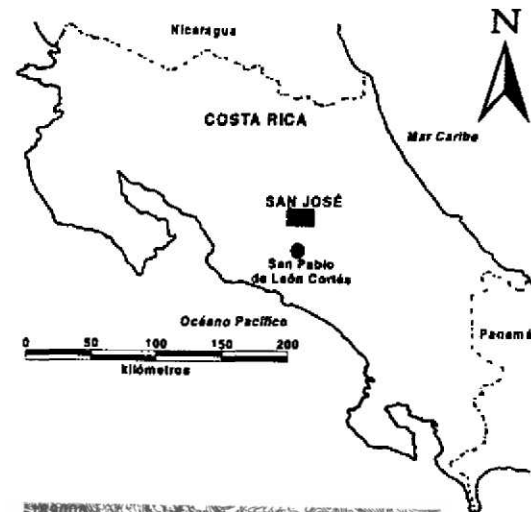 Nicaragua
N
COSTA RICA
Mar Caribe
SAN JOSÉ
San Pablo
de León Cortés
Océano Pacífico
Panamá
0 50 100 150 200
kilómetros